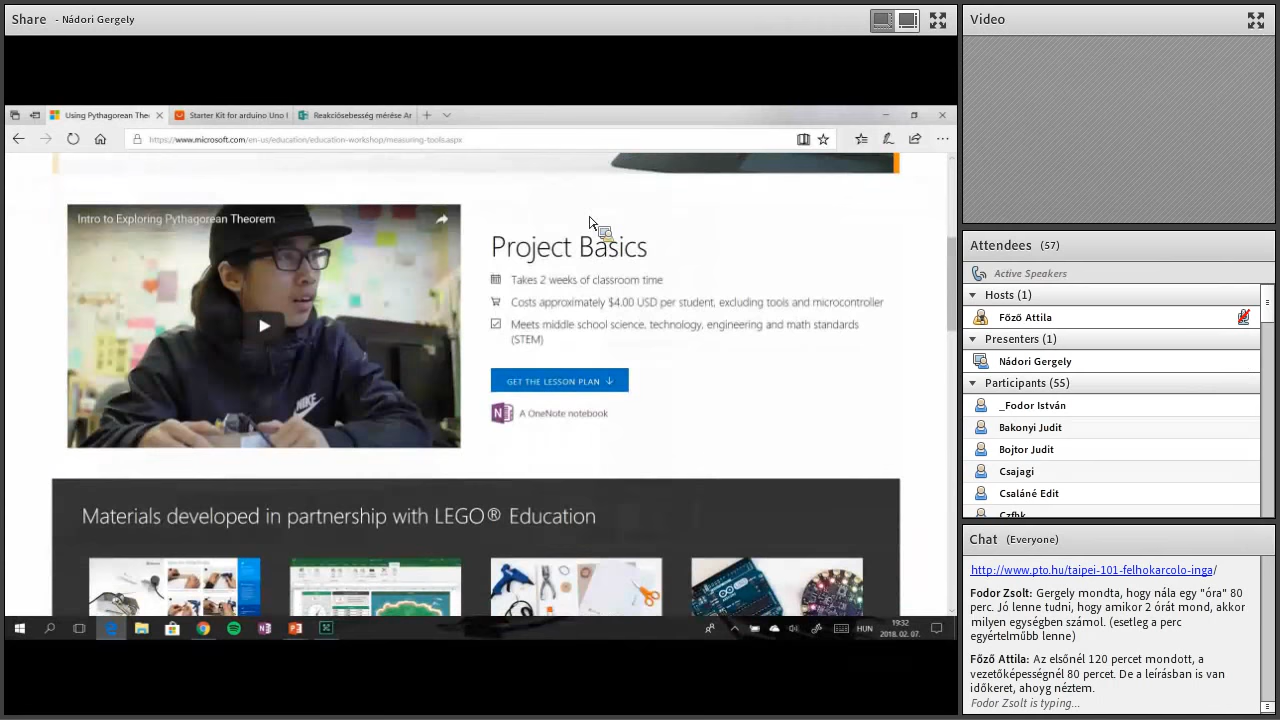 Share - Nádori Gergely
Using Pythagorean Theo
Starter Kit for arduino Uno
Reakciósebesség mérése Ar
https://www.microsoft.com/en-us/education/education-workshop/measuring-tools.aspx
Intro to Exploring Pythagorean Theorem
Project Basics
Takes 2 weeks of classroom time
Costs approximately $4.00 USD per student, excluding tools and microcontroller
Meets middle school science, technology, engineering and math standards
(STEM)
GET THE LESSON PLAN
A OneNote notebook
NIKE
Materials developed in partnership with LEGO® Education
HUN
19:32
2018. 02. 07.
Video
Attendees (57)
Active Speakers
Hosts (1)
Főző Attila
Presenters (1)
Nádori Gergely
Participants (55)
_Fodor István
Bakonyi Judit
Bojtor Judit
Csajagi
Csaláné Edit
Czfbk
Chat (Everyone)
http://www.pto.hu/taipei-101-felhokarcolo-inga/
Fodor Zsolt: Gergely mondta, hogy nála egy "óra" 80
perc. Jó lenne tudni, hogy amikor 2 órát mond, akkor
milyen egységben számol. (esetleg a perc
egyértelműbb lenne)
Főző Attila: Az elsőnél 120 percet mondott, a
vezetőképességnél 80 percet. De a leírásban is van
időkeret, ahoyg néztem.
Fodor Zsolt is typing...